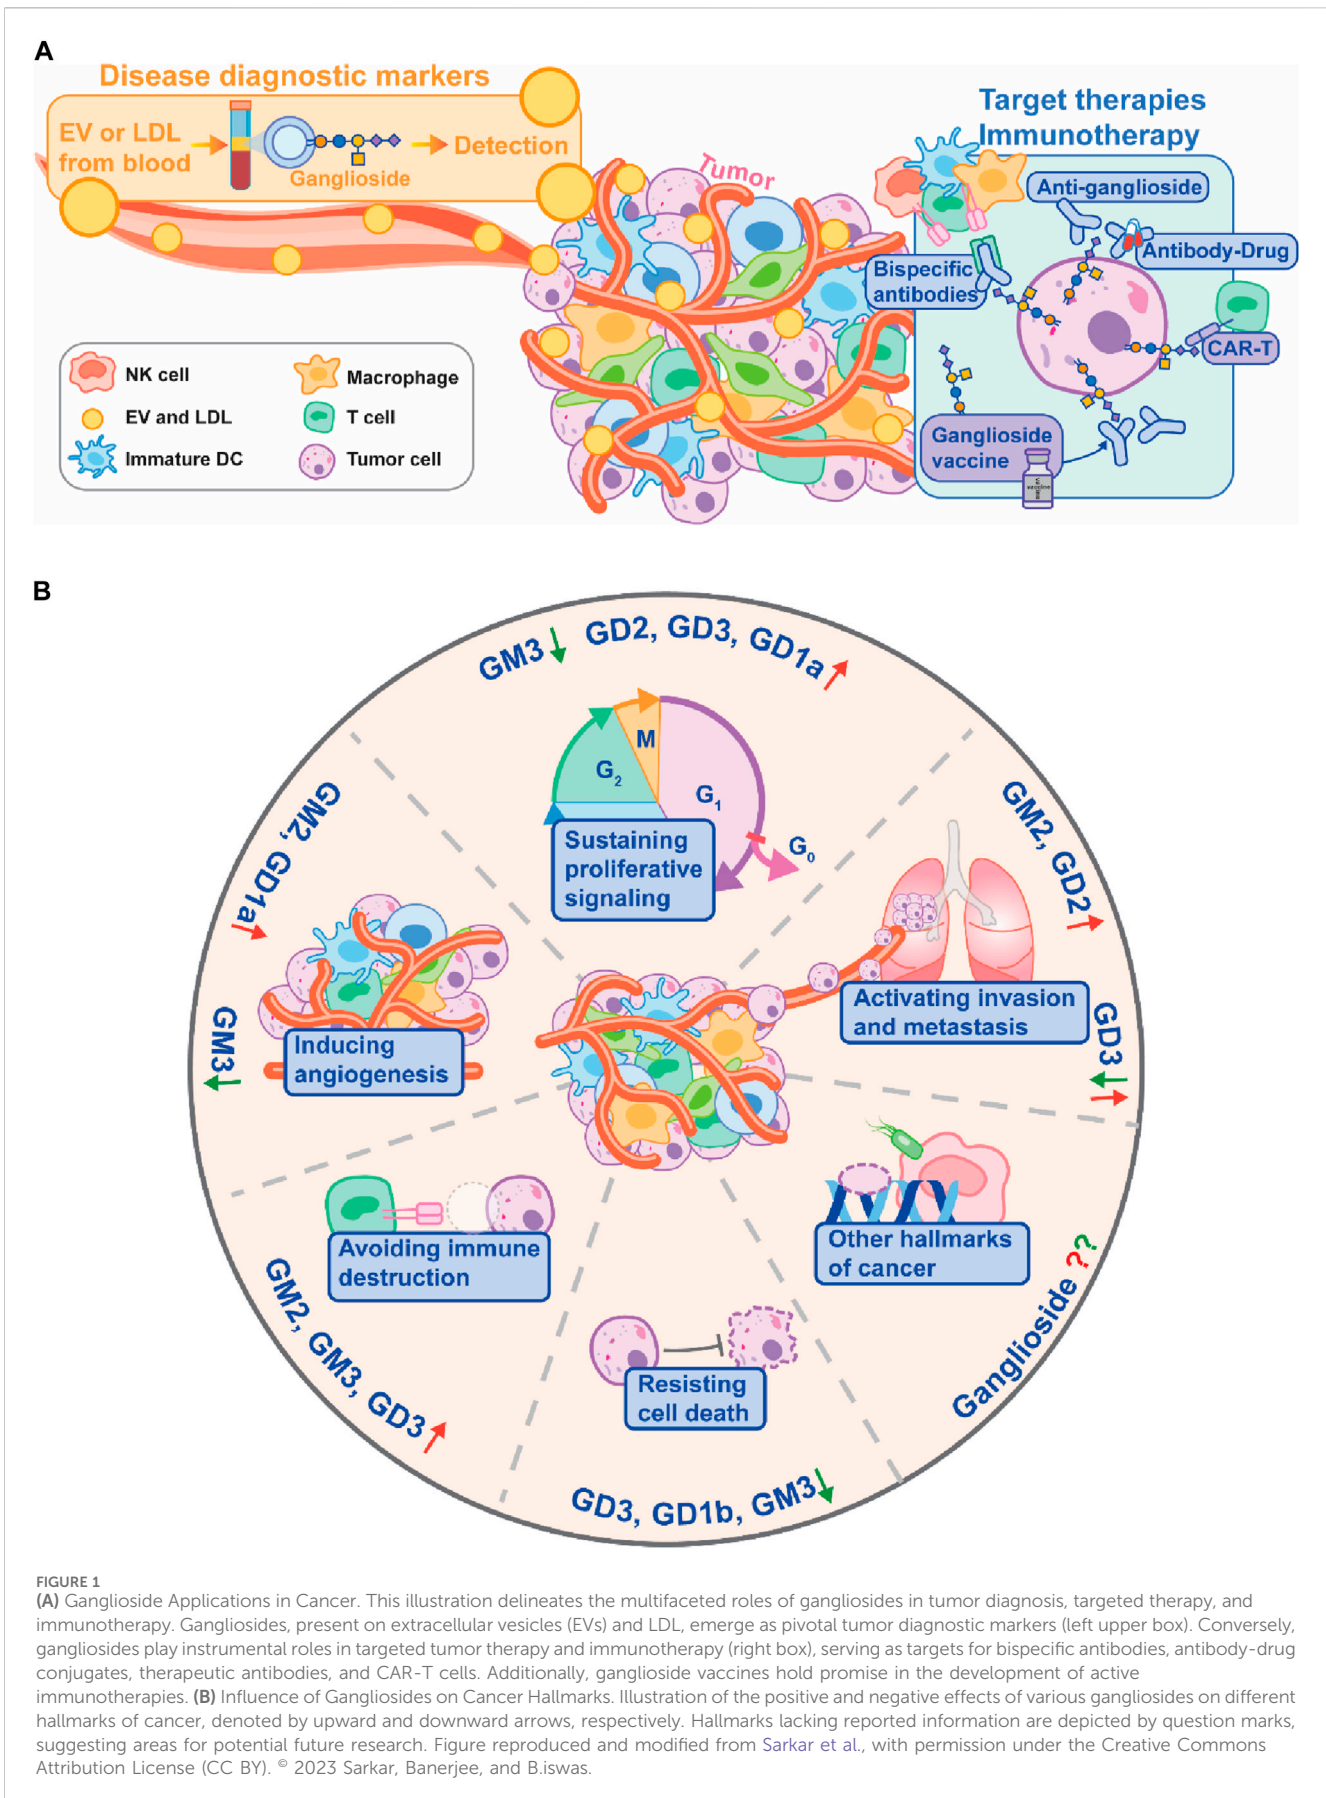 A
Disease diagnostic markers
EV or LDL
from blood
Ganglioside
Detection
Tumor
Target therapies
Immunotherapy
Anti-ganglioside
Antibody-Drug
Bispecific
antibodies
CAR-T
Ganglioside
vaccine
NK cell
Macrophage
EV and LDL
T cell
Immature DC
Tumor cell
B
GM3 GD2, GD3, GD1a
M
G2
G1
G0
Sustaining
proliferative
signaling
GM2, GD1a
GM2, GD2
Activating invasion
and metastasis
GM3
Inducing
angiogenesis
GD3
Avoiding immune
destruction
Other hallmarks
of cancer
GM2, GM3, GD3
Resisting
cell death
Ganglioside ??
GD3, GD1b, GM3
FIGURE 1
(A) Ganglioside Applications in Cancer. This illustration delineates the multifaceted roles of gangliosides in tumor diagnosis, targeted therapy, and
immunotherapy. Gangliosides, present on extracellular vesicles (EVs) and LDL, emerge as pivotal tumor diagnostic markers (left upper box). Conversely,
gangliosides play instrumental roles in targeted tumor therapy and immunotherapy (right box), serving as targets for bispecific antibodies, antibody-drug
conjugates, therapeutic antibodies, and CAR-T cells. Additionally, ganglioside vaccines hold promise in the development of active
immunotherapies. (B) Influence of Gangliosides on Cancer Hallmarks. Illustration of the positive and negative effects of various gangliosides on different
hallmarks of cancer, denoted by upward and downward arrows, respectively. Hallmarks lacking reported information are depicted by question marks,
suggesting areas for potential future research. Figure reproduced and modified from Sarkar et al., with permission under the Creative Commons
Attribution License (CC BY). © 2023 Sarkar, Banerjee, and B.iswas.